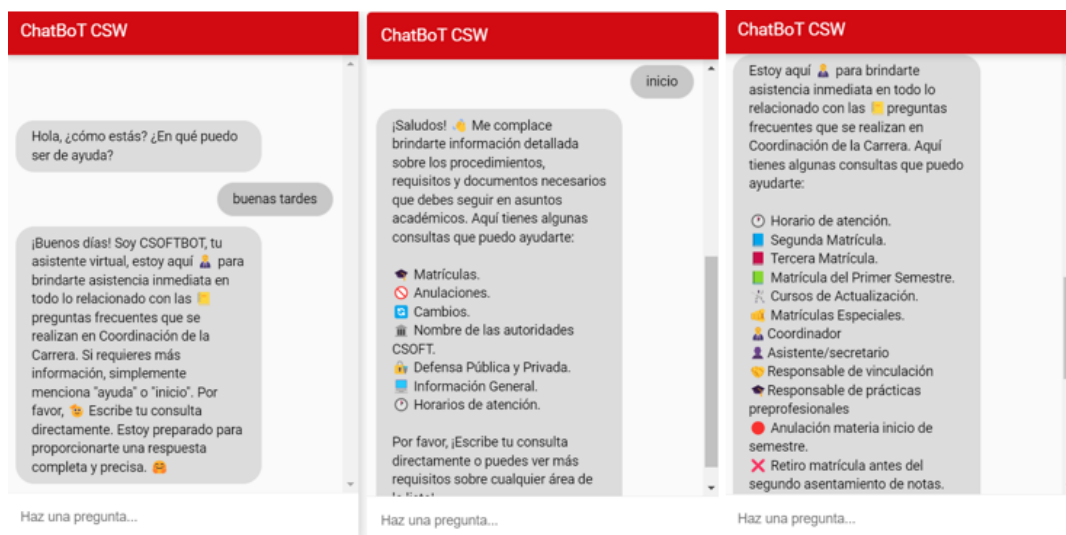 ChatBoT CSW
Hola, ¿cómo estás? ¿En qué puedo
ser de ayuda?
buenas tardes
¡Buenos días! Soy CSOFTBOT, tu
asistente virtual, estoy aquí 👨‍💼 para
brindarte asistencia inmediata en
todo lo relacionado con las 📒
preguntas frecuentes que se
realizan en Coordinación de la
Carrera. Si requieres más
información, simplemente
menciona "ayuda" o "inicio". Por
favor, 🫡 Escribe tu consulta
directamente. Estoy preparado para
proporcionarte una respuesta
completa y precisa. 🤗
Haz una pregunta...
ChatBoT CSW
inicio
¡Saludos! 👋 Me complace
brindarte información detallada
sobre los procedimientos,
requisitos y documentos necesarios
que debes seguir en asuntos
académicos. Aquí tienes algunas
consultas que puedo ayudarte:
🎓 Matrículas.
🚫 Anulaciones.
🔄 Cambios.
🏛 Nombre de las autoridades
CSOFT.
🔐 Defensa Pública y Privada.
💻 Información General.
🕐 Horarios de atención.
Por favor, ¡Escribe tu consulta
directamente o puedes ver más
requisitos sobre cualquier área de
la lista!
Haz una pregunta...
ChatBoT CSW
Estoy aquí 👨‍💼 para brindarte
asistencia inmediata en todo lo
relacionado con las 📒 preguntas
frecuentes que se realizan en
Coordinación de la Carrera. Aquí
tienes algunas consultas que puedo
ayudarte:
🕐 Horario de atención.
📘 Segunda Matrícula.
📕 Tercera Matrícula.
📗 Matrícula del Primer Semestre.
Cursos de Actualización.
Matrículas Especiales.
👨‍💼 Coordinador
👤 Asistente/secretario
🤝 Responsable de vinculación
🎓 Responsable de prácticas
preprofesionales
🔴 Anulación materia inicio de
semestre.
❌ Retiro matrícula antes del
segundo asentamiento de notas.
Haz una pregunta...